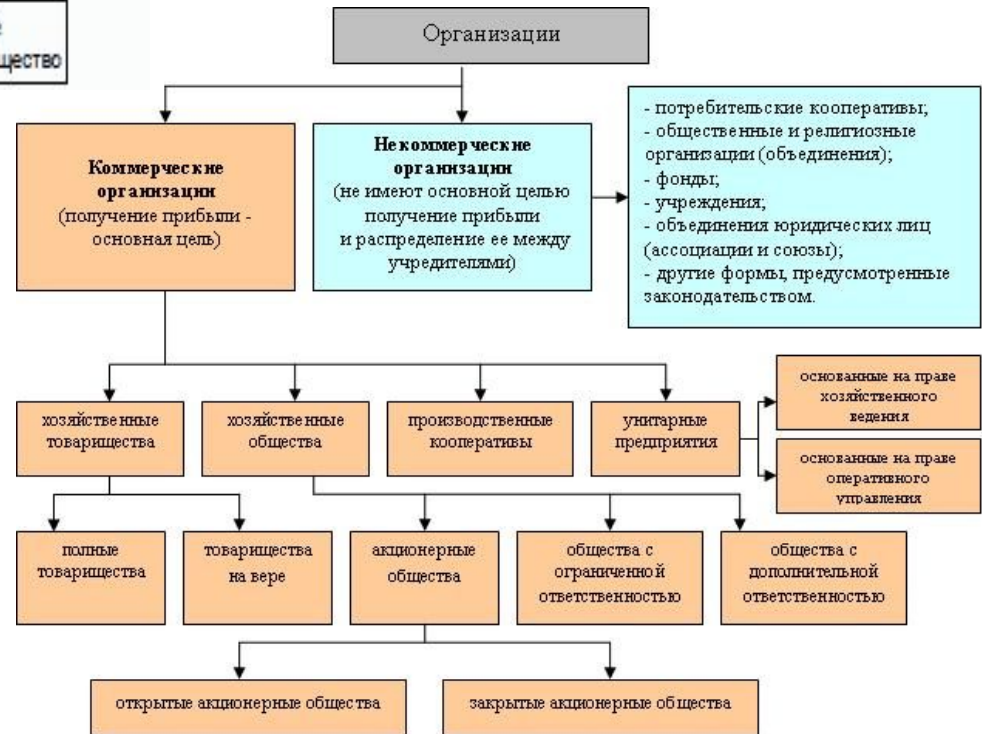 щество
Организации
Коммерческие
организации
(получение прибыли -
основная цель)
Некоммерческие
организации
(не имеют основной целью
получение прибыли
и распределение ее между
учредителями)
- потребительские кооперативы;
- общественные и религиозные
организации (объединения);
- фонды;
- учреждения;
- объединения юридических лиц
(ассоциации и союзы);
- другие формы, предусмотренные
законодательством.
хозяйственные
товарищества
хозяйственные
общества
производственные
кооперативы
унитарные
предприятия
основанные на праве
хозяйственного
ведения
основанные на праве
оперативного
управления
полные
товарищества
товарищества
на вере
акционерные
общества
общества с
ограниченной
ответственностью
общества с
дополнительной
ответственностью
открытые акционерные общества
закрытые акционерные общества